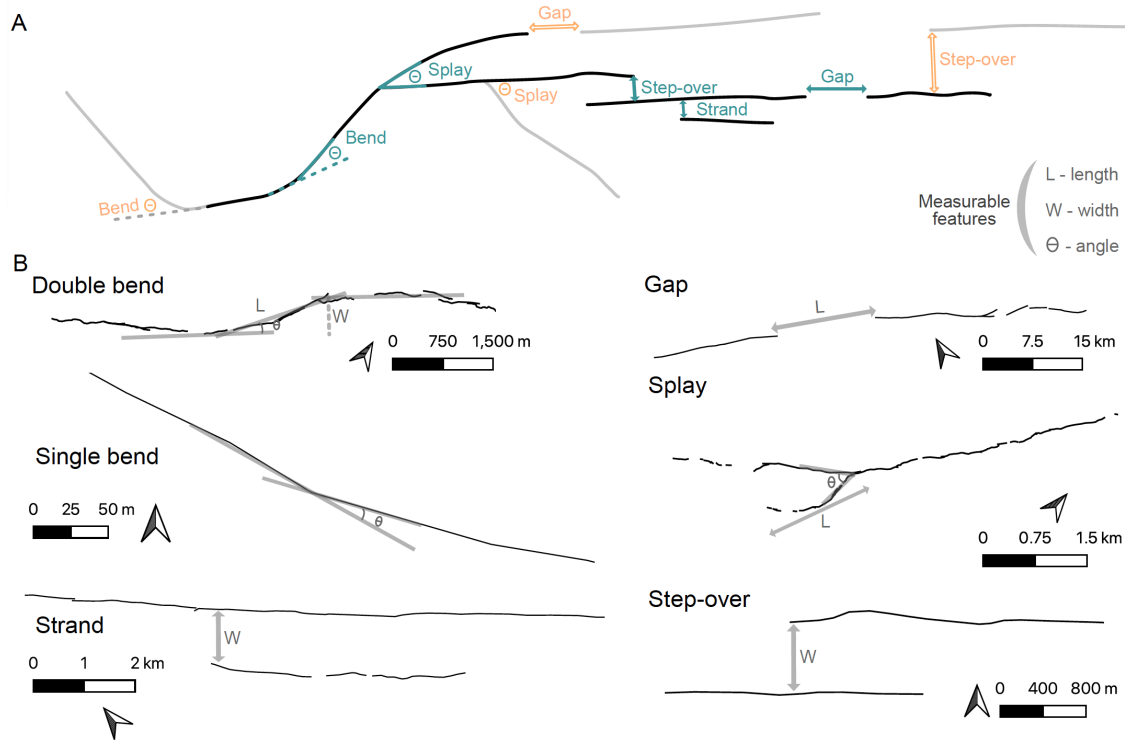 A
Gap
Θ Splay
Θ Splay
Step-over
Gap
Step-over
Strand
Bend
Θ
Bend Θ
Measurable
features
L - length
W - width
Θ - angle
B
Double bend
L
θ
W
0 750 1,500 m
Gap
L
0 7.5 15 km
Single bend
θ
0 25 50 m
Splay
θ
L
0 0.75 1.5 km
Strand
W
0 1 2 km
Step-over
W
0 400 800 m